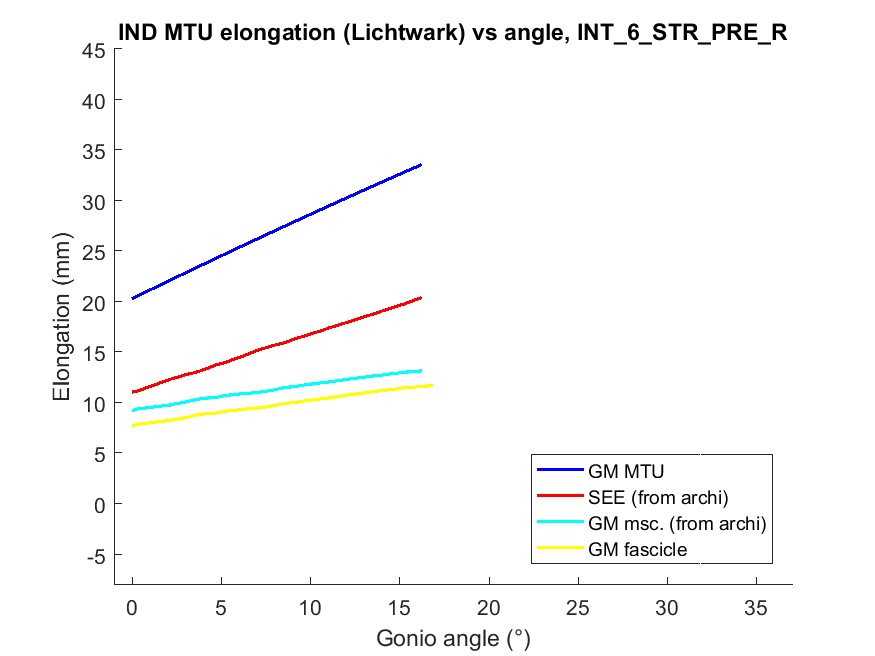 IND MTU elongation (Lichtwark) vs angle, INT_6_STR_PRE_R
45
40
35
30
25
20
15
10
5
0
-5
Elongation (mm)
GM MTU
SEE (from archi)
GM msc. (from archi)
GM fascicle
0 5 10 15 20 25 30 35
Gonio angle (°)